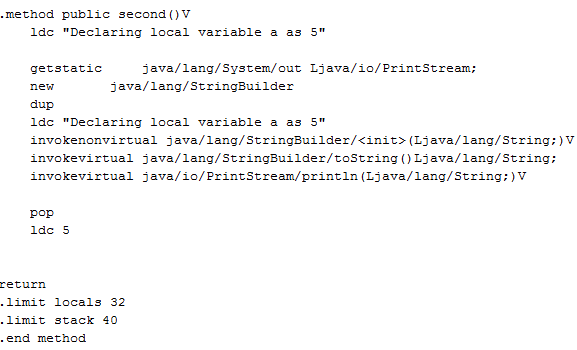 .method public second()V
ldc "Declaring local variable a as 5"
getstatic java/lang/System/out Ljava/io/PrintStream;
new java/lang/StringBuilder
dup
ldc "Declaring local variable a as 5"
invokenonvirtual java/lang/StringBuilder/<init>(Ljava/lang/String;)V
invokevirtual java/lang/StringBuilder/toString()Ljava/lang/String;
invokevirtual java/io/PrintStream/println(Ljava/lang/String;)V
pop
ldc 5
return
.limit locals 32
.limit stack 40
.end method